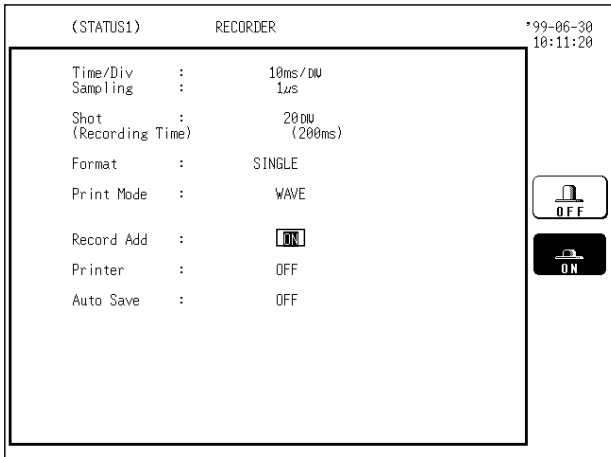 (STATUS1) RECORDER '99-06-30
10:11:20
Time/Div : 10ms/DIV
Sampling : 1µs
Shot : 20DIV
(Recording Time) (200ms)
Format : SINGLE
Print Mode : WAVE
Record Add : ON
Printer : OFF
Auto Save : OFF
OFF
ON